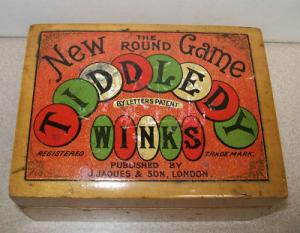 THE
New ROUND Game
TIDDLEDY
BY LETTERS PATENT
WINKS
REGISTERED TRADE MARK.
PUBLISHED BY
J. JAQUES & SON, LONDON.